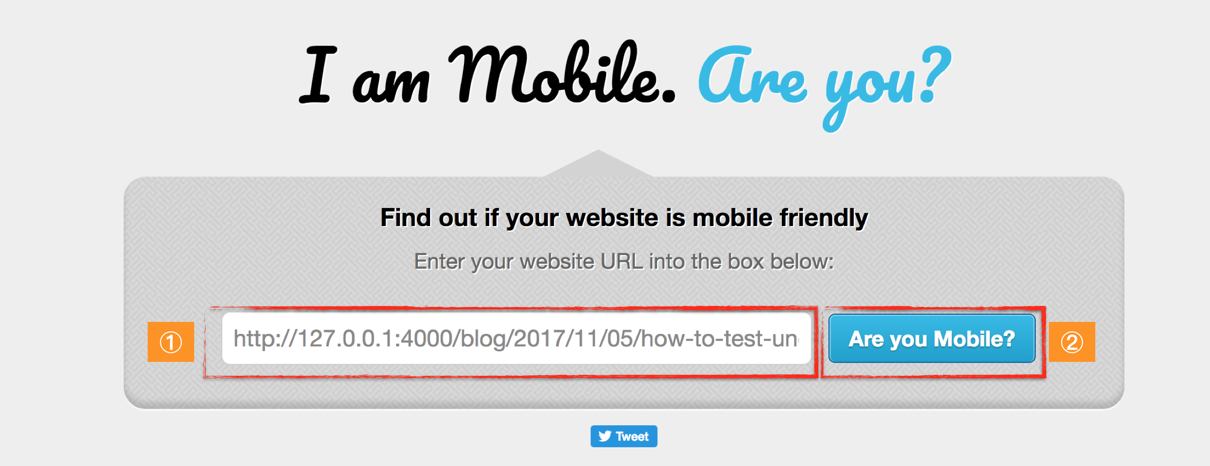 I am Mobile. Are you?
Find out if your website is mobile friendly
Enter your website URL into the box below:
① http://127.0.0.1:4000/blog/2017/11/05/how-to-test-un Are you Mobile? ②
Tweet